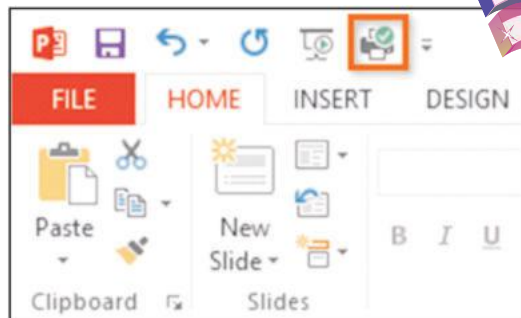 P
FILE HOME INSERT DESIGN
Paste
New
Slide
B I U
Clipboard Slides